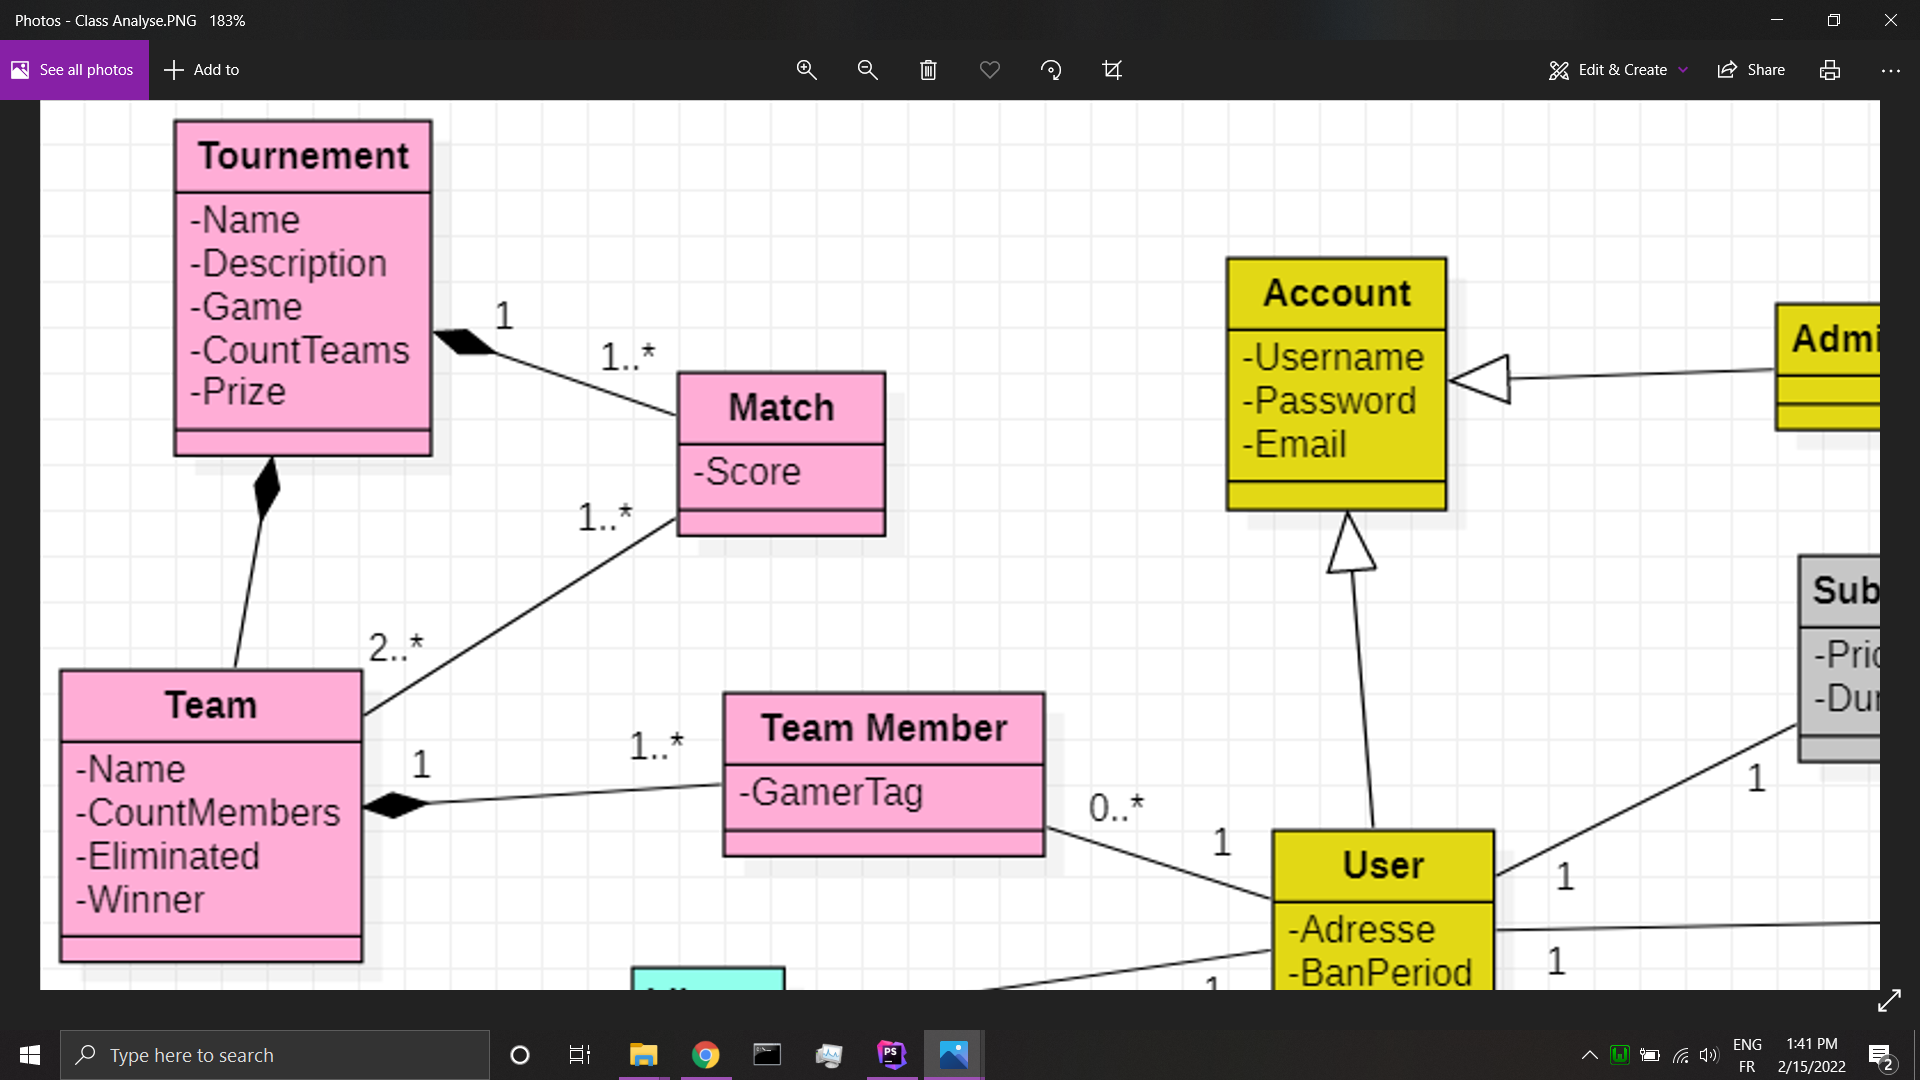 Photos - Class Analyse.PNG 183%
See all photos
Add to
Edit & Create
Share
Tournement
-Name
-Description
-Game
-CountTeams
-Prize
1
1..*
Match
-Score
1..*
2..*
Account
-Username
-Password
-Email
Admi
Sub
-Pric
-Dur
1
1
Team
-Name
-CountMembers
-Eliminated
-Winner
1
1..*
Team Member
-GamerTag
0..*
1
User
-Adresse
-BanPeriod
1
1
Type here to search
PS
ENG
FR
1:41 PM
2/15/2022
2